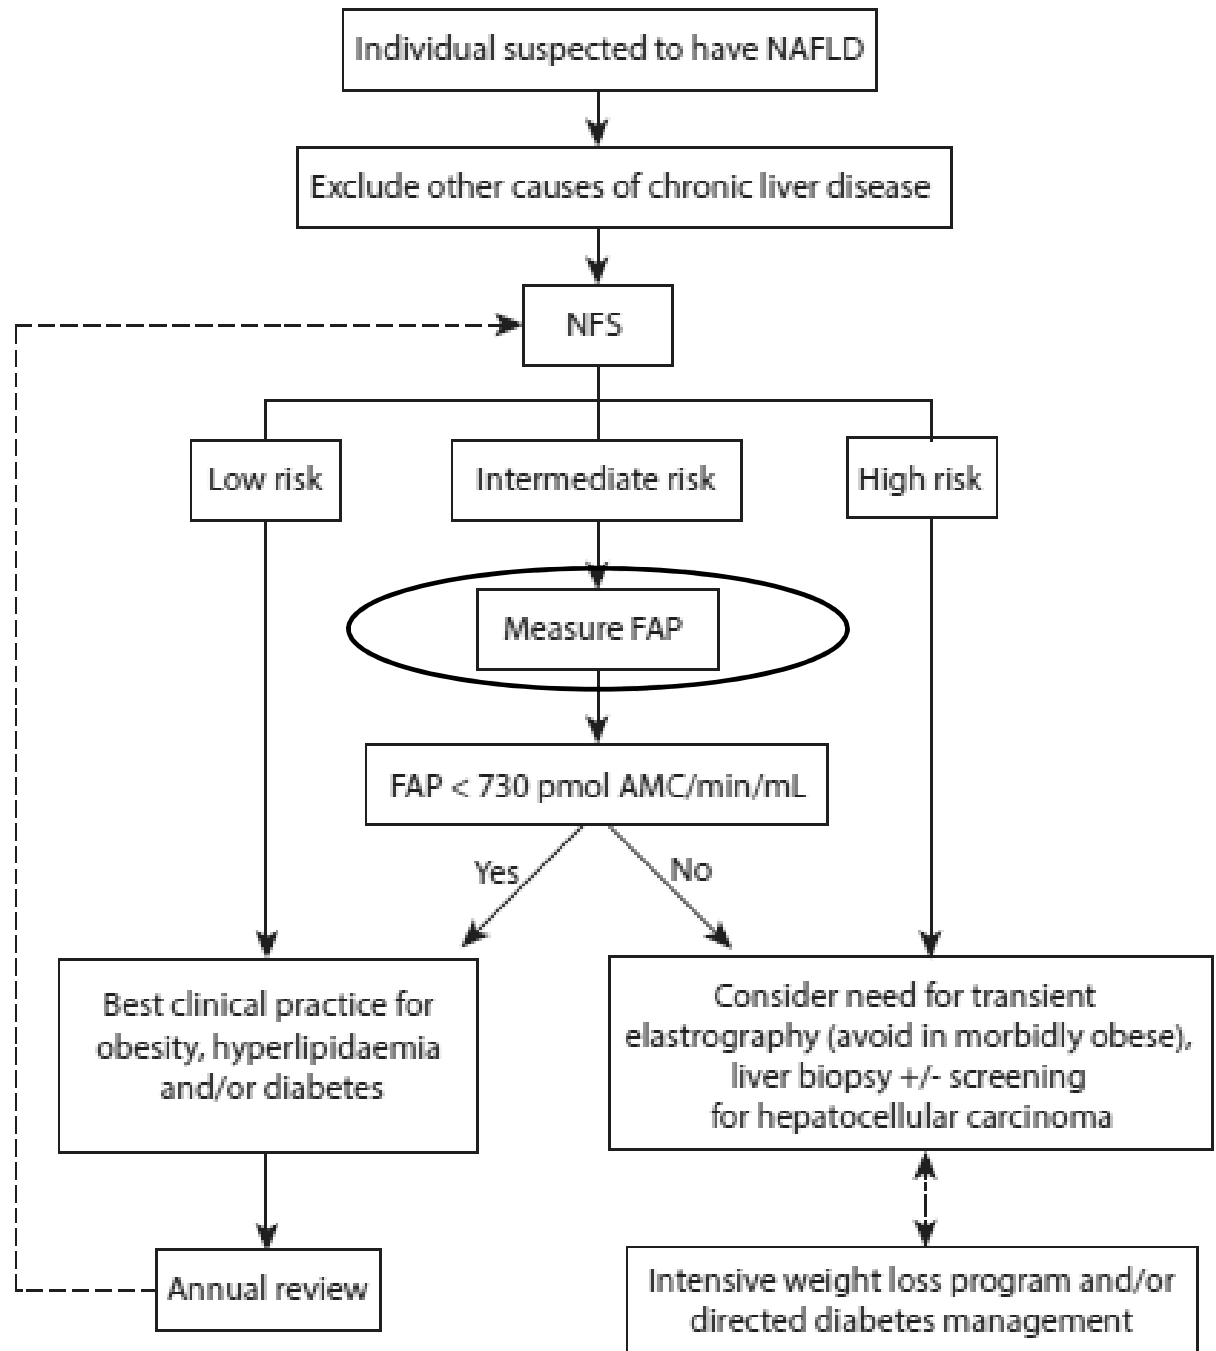 Individual suspected to have NAFLD
Exclude other causes of chronic liver disease
NFS
Low risk
Intermediate risk
High risk
Measure FAP
FAP < 730 pmol AMC/min/mL
Yes
No
Best clinical practice for
obesity, hyperlipidaemia
and/or diabetes
Consider need for transient
elastrography (avoid in morbidly obese),
liver biopsy +/- screening
for hepatocellular carcinoma
Annual review
Intensive weight loss program and/or
directed diabetes management